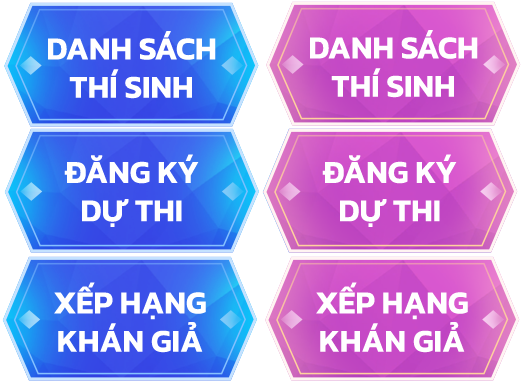 DANH SÁCH
THÍ SINH
DANH SÁCH
THÍ SINH
ĐĂNG KÝ
DỰ THI
ĐĂNG KÝ
DỰ THI
XẾP HẠNG
KHÁN GIẢ
XẾP HẠNG
KHÁN GIẢ